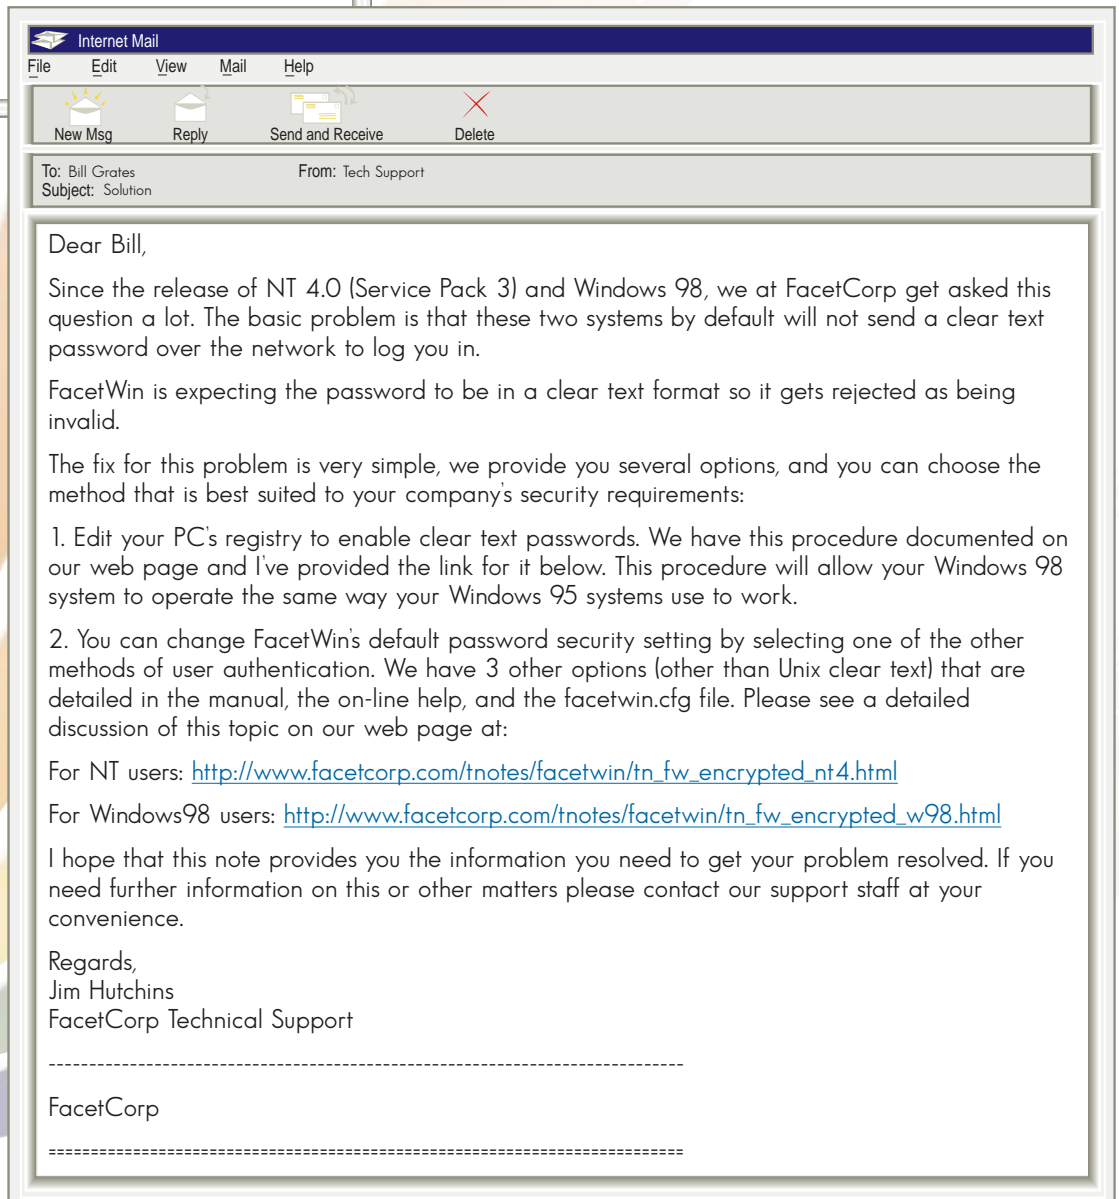 Internet Mail
File Edit View Mail Help
New Msg Reply Send and Receive Delete
To: Bill Grates From: Tech Support
Subject: Solution
Dear Bill,
Since the release of NT 4.0 (Service Pack 3) and Windows 98, we at FacetCorp get asked this
question a lot. The basic problem is that these two systems by default will not send a clear text
password over the network to log you in.
FacetWin is expecting the password to be in a clear text format so it gets rejected as being
invalid.
The fix for this problem is very simple, we provide you several options, and you can choose the
method that is best suited to your company's security requirements:
1. Edit your PC's registry to enable clear text passwords. We have this procedure documented on
our web page and I've provided the link for it below. This procedure will allow your Windows 98
system to operate the same way your Windows 95 systems use to work.
2. You can change FacetWin's default password security setting by selecting one of the other
methods of user authentication. We have 3 other options (other than Unix clear text) that are
detailed in the manual, the on-line help, and the facetwin.cfg file. Please see a detailed
discussion of this topic on our web page at:
For NT users: http://www.facetcorp.com/tnotes/facetwin/tn_fw_encrypted_nt4.html
For Windows98 users: http://www.facetcorp.com/tnotes/facetwin/tn_fw_encrypted_w98.html
I hope that this note provides you the information you need to get your problem resolved. If you
need further information on this or other matters please contact our support staff at your
convenience.
Regards,
Jim Hutchins
FacetCorp Technical Support
-------------------------------------------------------------------------------
FacetCorp
===========================================================================